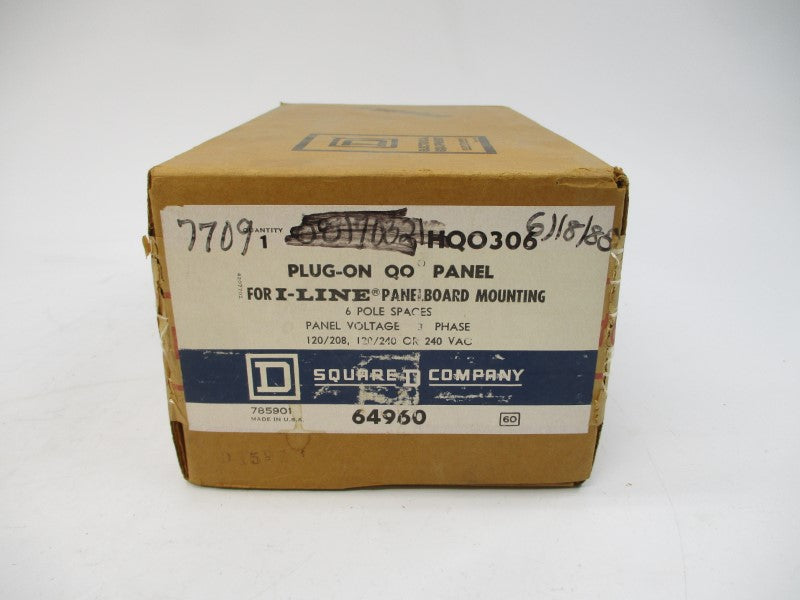 7709 QUANTITY 1 HQO306 6/18/88
PLUG-ON QO® PANEL
FOR I-LINE® PANELBOARD MOUNTING
6 POLE SPACES
PANEL VOLTAGE PHASE
120/208, 120/240 OR 240 VAC
D SQUARE D COMPANY
785901
MADE IN U.S.A.
64960
60